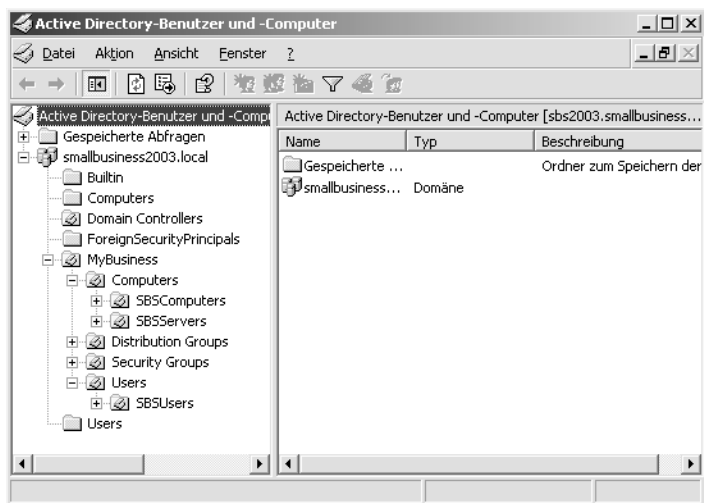 Active Directory-Benutzer und -Computer
Datei Aktion Ansicht Fenster ?
Active Directory-Benutzer und -Comp
Gespeicherte Abfragen
smallbusiness2003.local
Builtin
Computers
Domain Controllers
ForeignSecurityPrincipals
MyBusiness
Computers
SBSComputers
SBSServers
Distribution Groups
Security Groups
Users
SBSUsers
Users
Active Directory-Benutzer und -Computer [sbs2003.smallbusiness...
Name Typ Beschreibung
Gespeicherte ... Ordner zum Speichern der
smallbusiness... Domäne